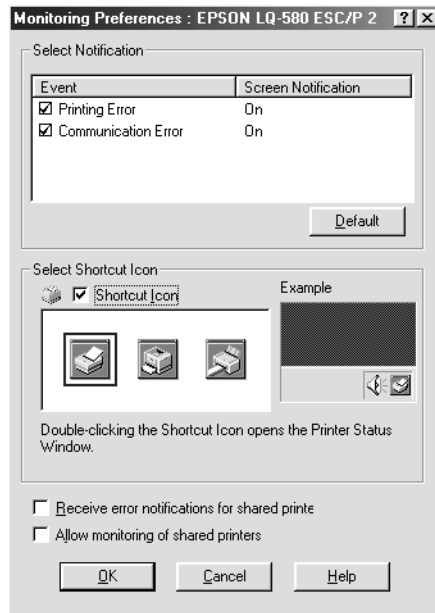 Monitoring Preferences : EPSON LQ-580 ESC/P 2
Select Notification
Event Screen Notification
Printing Error On
Communication Error On
Default
Select Shortcut Icon
Shortcut Icon
Example
Double-clicking the Shortcut Icon opens the Printer Status
Window.
Receive error notifications for shared printe
Allow monitoring of shared printers
OK Cancel Help